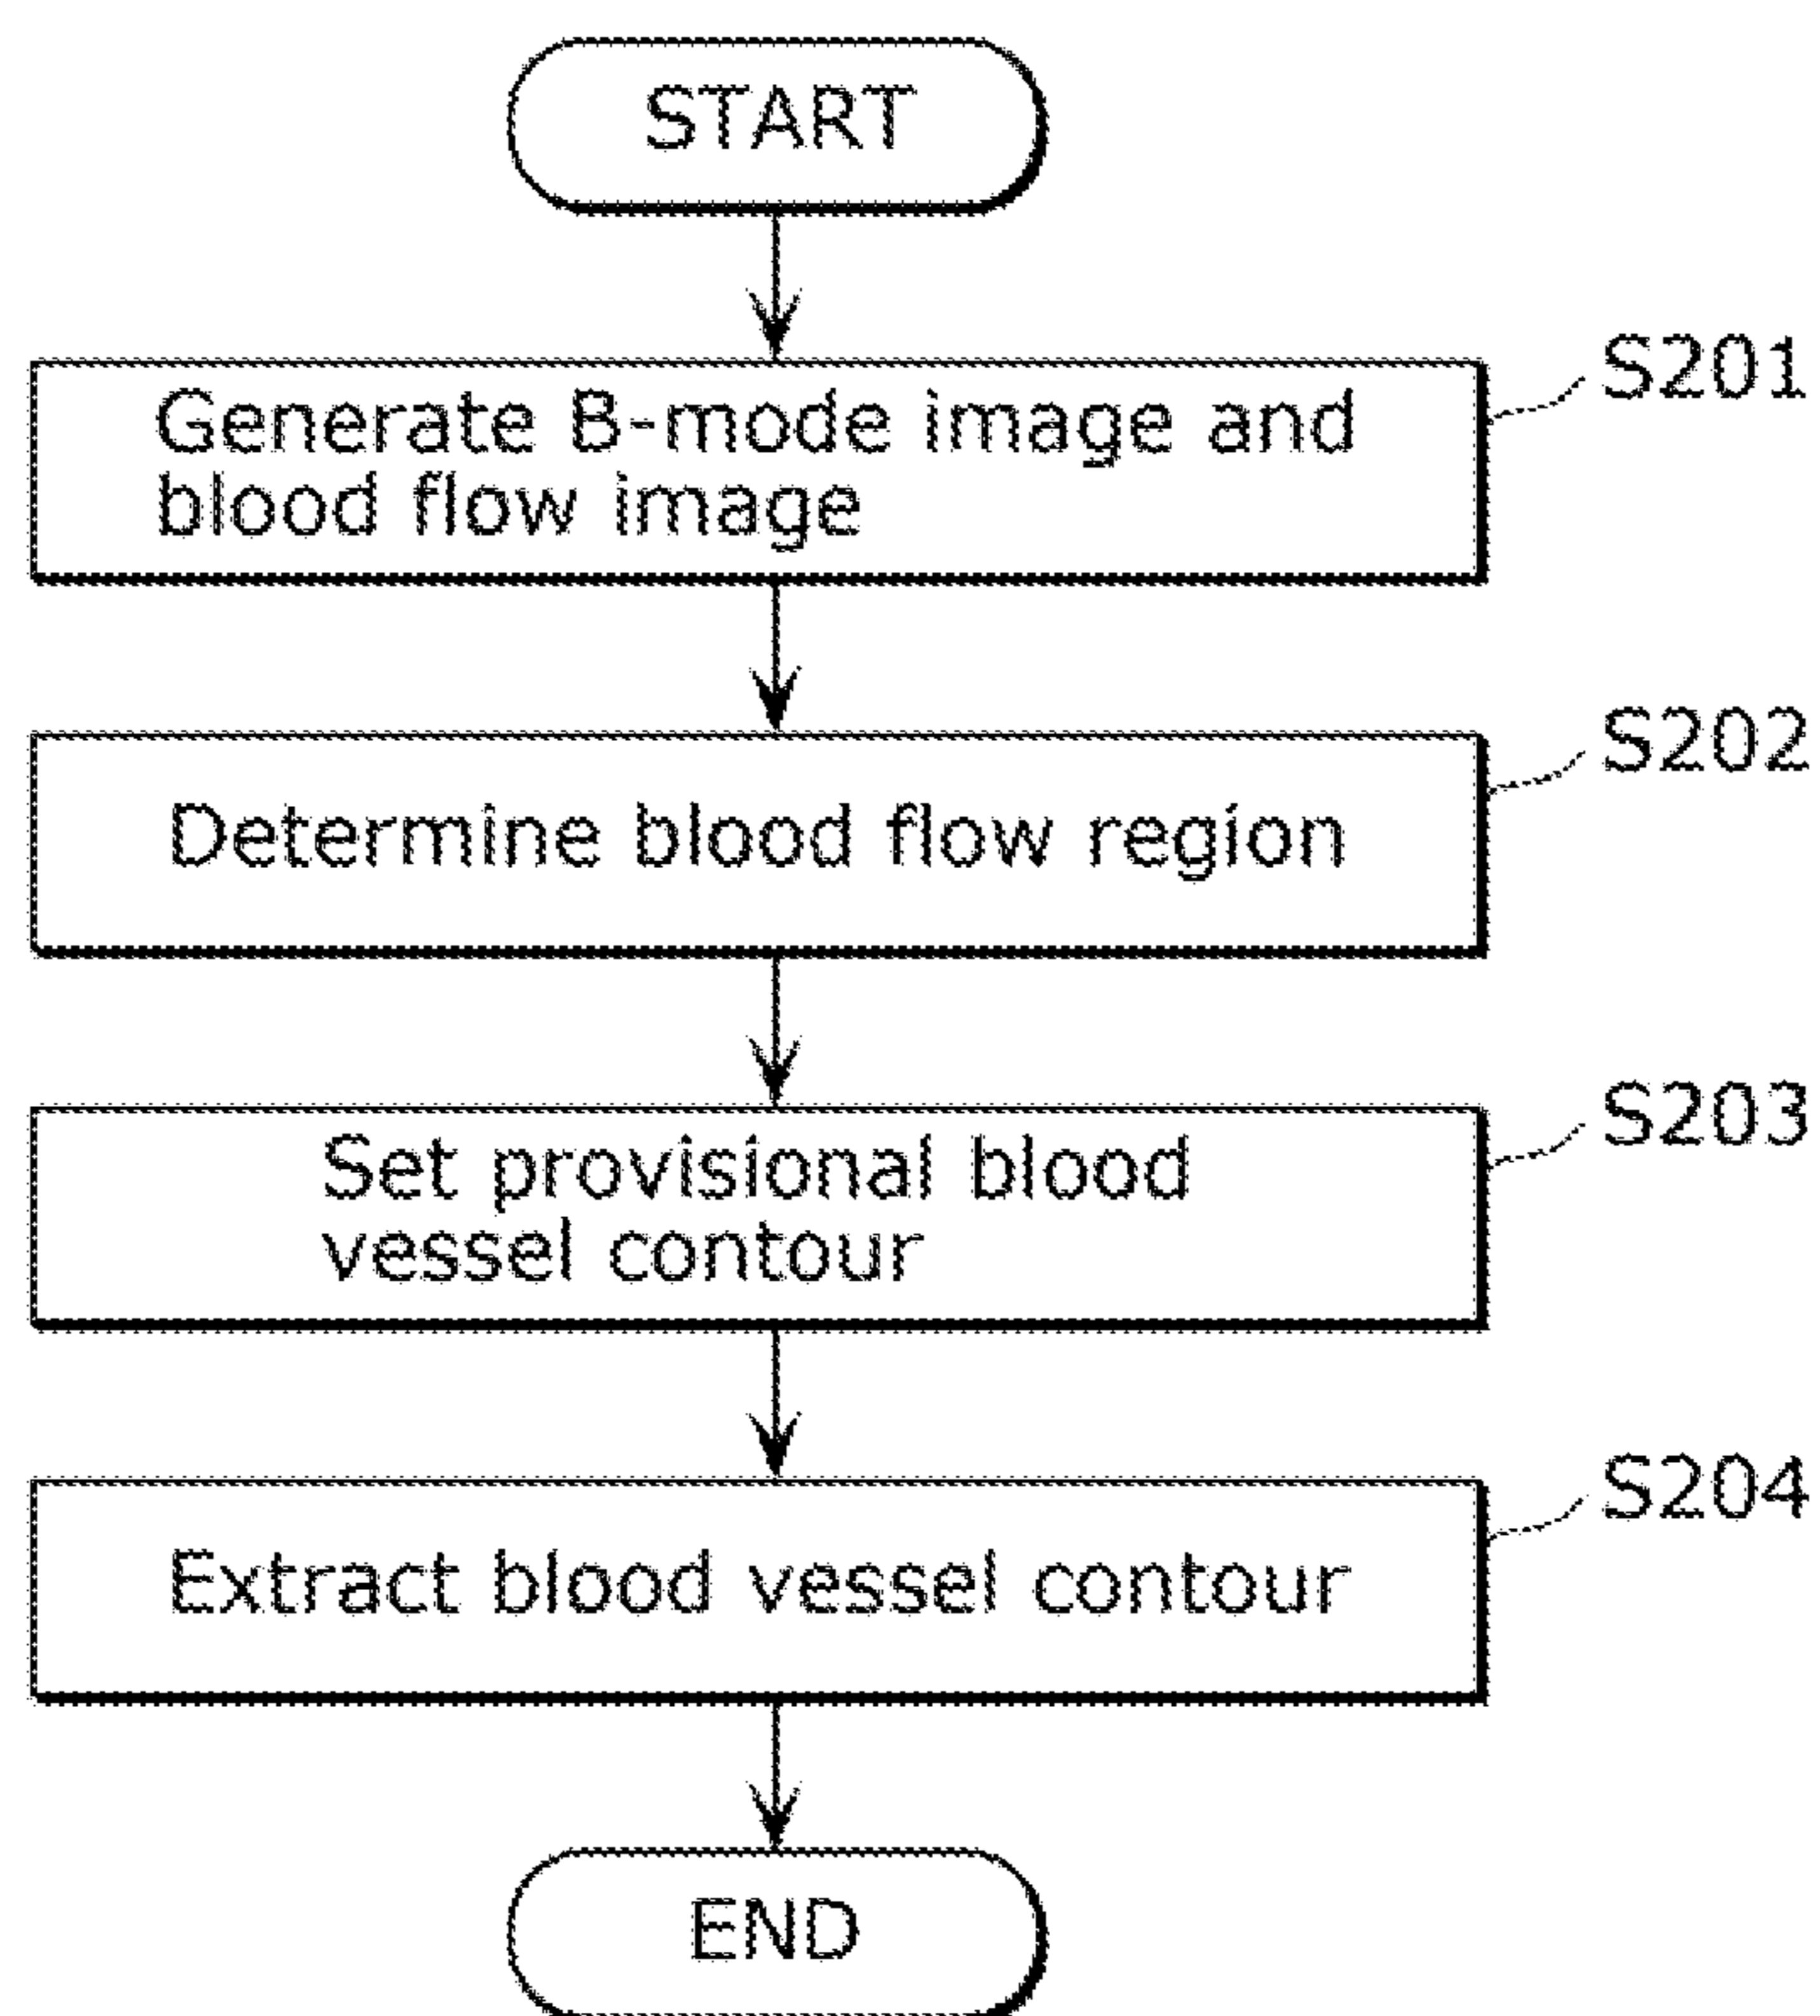 START
S201
Generate B-mode image and
blood flow image
S202
Determine blood flow region
S203
Set provisional blood
vessel contour
S204
Extract blood vessel contour
END